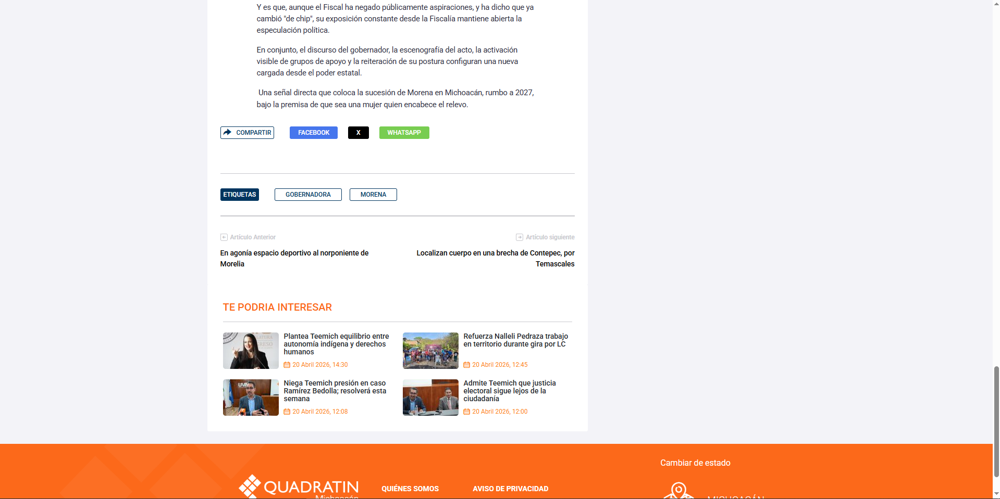 Y es que, aunque el Fiscal ha negado públicamente aspiraciones, y ha dicho que ya
cambió "de chip", su exposición constante desde la Fiscalía mantiene abierta la
especulación política.
En conjunto, el discurso del gobernador, la escenografía del acto, la activación
visible de grupos de apoyo y la reiteración de su postura configuran una nueva
cargada desde el poder estatal.
Una señal directa que coloca la sucesión de Morena en Michoacán, rumbo a 2027,
bajo la premisa de que sea una mujer quien encabece el relevo.
COMPARTIR FACEBOOK X WHATSAPP
ETIQUETAS GOBERNADORA MORENA
Artículo Anterior
En agonía espacio deportivo al norponiente de
Morelia
Artículo siguiente
Localizan cuerpo en una brecha de Contepec, por
Temascales
TE PODRIA INTERESAR
Plantea Teemich equilibrio entre
autonomía indígena y derechos
humanos
20 Abril 2026, 14:30
Refuerza Nalleli Pedraza trabajo
en territorio durante gira por LC
20 Abril 2026, 12:45
Niega Teemich presión en caso
Ramírez Bedolla; resolverá esta
semana
20 Abril 2026, 12:08
Admite Teemich que justicia
electoral sigue lejos de la
ciudadanía
20 Abril 2026, 12:00
Cambiar de estado
QUADRATIN
Michoacán
QUIÉNES SOMOS
AVISO DE PRIVACIDAD
MICHOACÁN